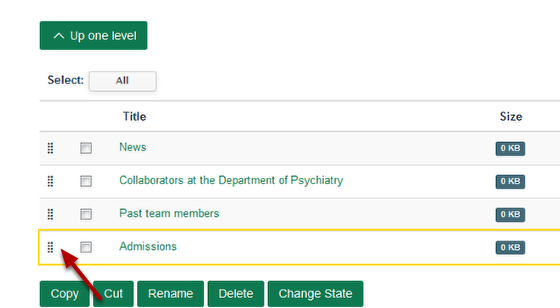 Up one level
Select: All
Title Size
News 0 KB
Collaborators at the Department of Psychiatry 0 KB
Past team members 0 KB
Admissions 0 KB
Copy Cut Rename Delete Change State